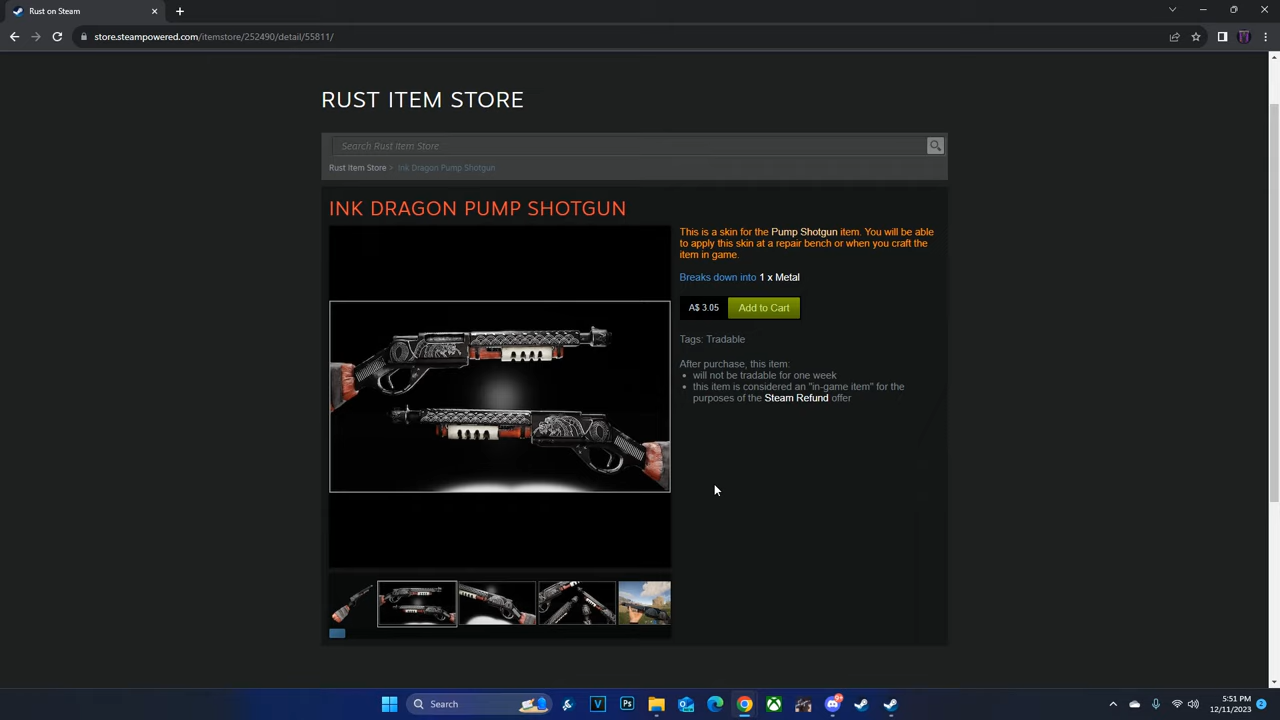 Rust on Steam
store.steampowered.com/itemstore/252490/detail/55811/
RUST ITEM STORE
Search Rust Item Store
Rust Item Store > Ink Dragon Pump Shotgun
INK DRAGON PUMP SHOTGUN
This is a skin for the Pump Shotgun item. You will be able
to apply this skin at a repair bench or when you craft the
item in game.
Breaks down into 1 x Metal
A$ 3.05
Add to Cart
Tags: Tradable
After purchase, this item:
will not be tradable for one week
this item is considered an "in-game item" for the
purposes of the Steam Refund offer
Search
V
Ps
5:51 PM
12/11/2023
2